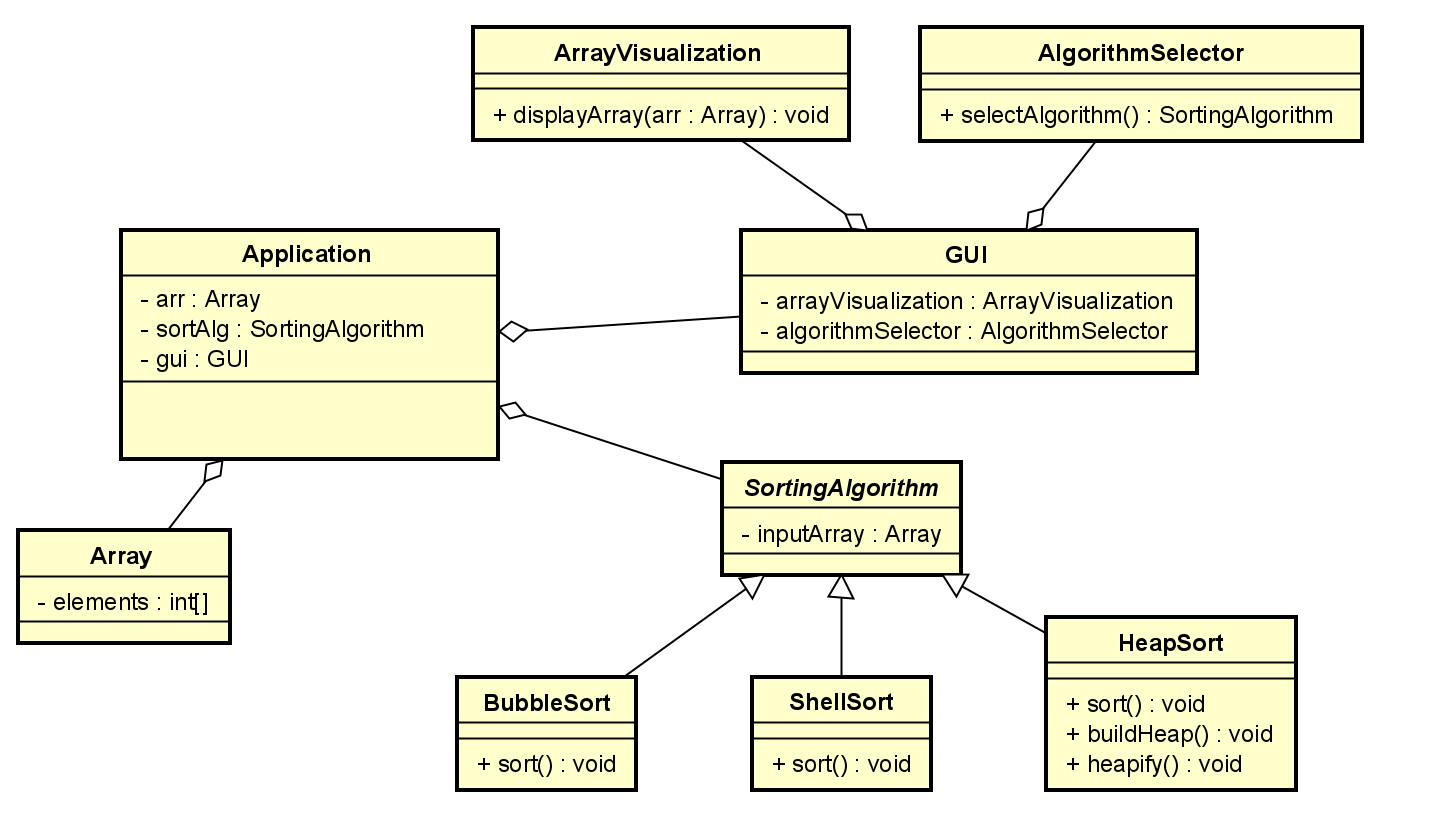 ArrayVisualization
+ displayArray(arr : Array) : void
AlgorithmSelector
+ selectAlgorithm() : SortingAlgorithm
Application
- arr : Array
- sortAlg : SortingAlgorithm
- gui : GUI
GUI
- arrayVisualization : ArrayVisualization
- algorithmSelector : AlgorithmSelector
SortingAlgorithm
- inputArray : Array
Array
- elements : int[]
BubbleSort
+ sort() : void
ShellSort
+ sort() : void
HeapSort
+ sort() : void
+ buildHeap() : void
+ heapify() : void